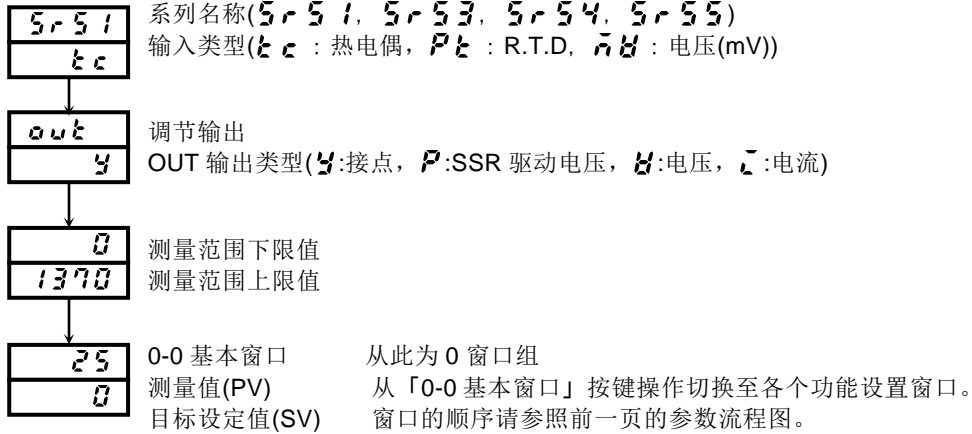 Sr51
tc
系列名称(Sr51, Sr53, Sr54, Sr55)
输入类型(tc : 热电偶，Pt : R.T.D, mV : 电压(mV))
out
Y
调节输出
OUT 输出类型(Y:接点，P:SSR 驱动电压，V:电压，i:电流)
0
测量范围下限值
1370
测量范围上限值
25
0-0 基本窗口 从此为 0 窗口组
0
测量值(PV) 从「0-0 基本窗口」按键操作切换至各个功能设置窗口。
目标设定值(SV) 窗口的顺序请参照前一页的参数流程图。